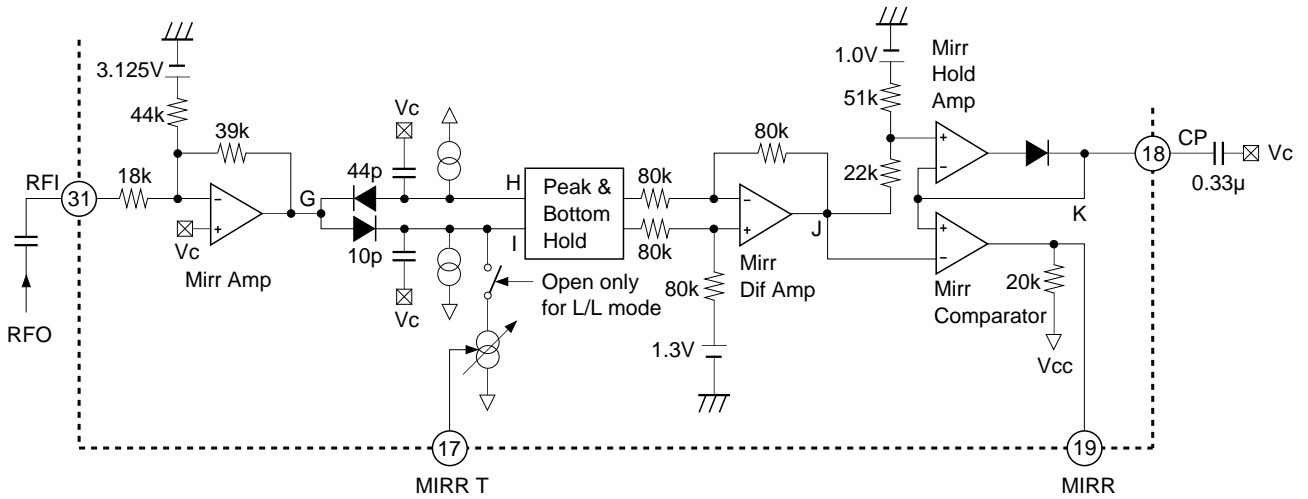 3.125V
44k
39k
RFI
31
18k
G
Vc
Mirr Amp
RFO
Vc
44p
10p
Vc
H
I
Peak &
Bottom
Hold
Open only
for L/L mode
17
MIRR T
80k
80k
80k
80k
1.3V
Mirr
Dif Amp
J
1.0V
51k
22k
Mirr
Hold
Amp
K
Mirr
Comparator
20k
Vcc
18
CP
0.33µ
Vc
19
MIRR
−
+
−
+
+
−
+
−